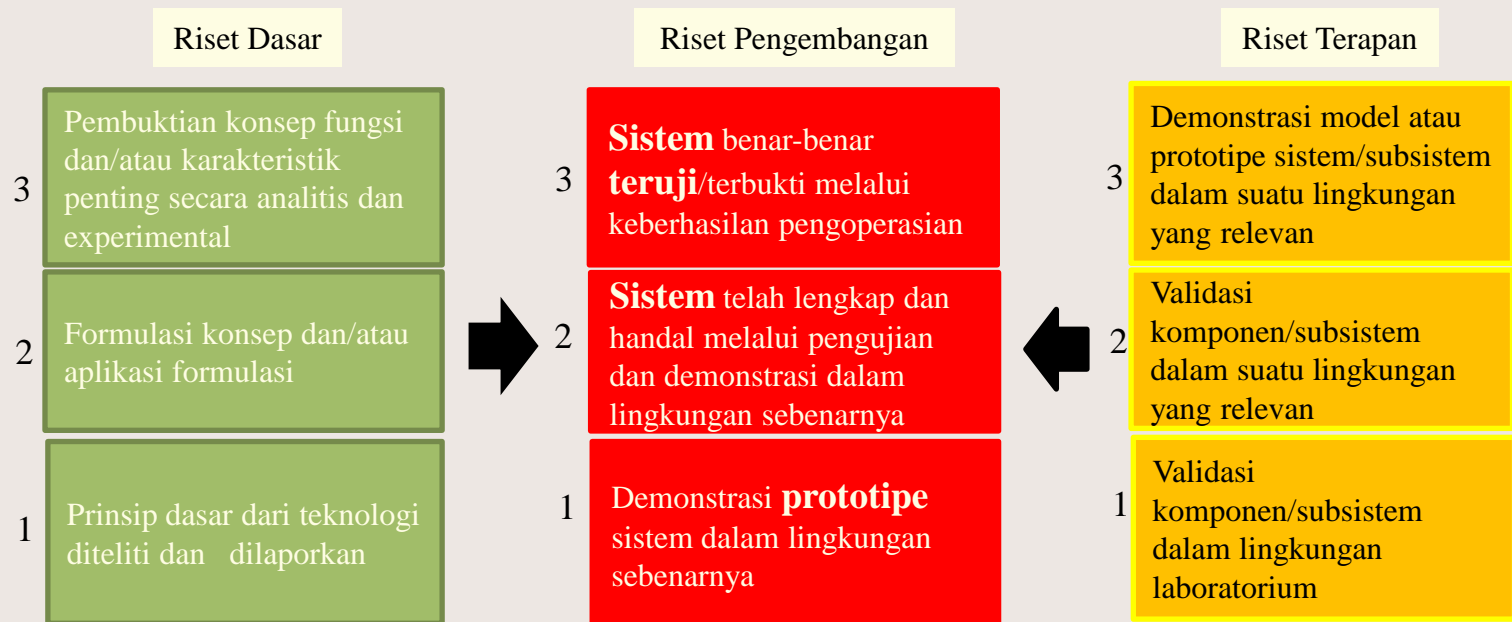 Riset Dasar
3
Pembuktian konsep fungsi
dan/atau karakteristik
penting secara analitis dan
experimental
2
Formulasi konsep dan/atau
aplikasi formulasi
1
Prinsip dasar dari teknologi
diteliti dan dilaporkan
Riset Pengembangan
3
Sistem benar-benar
teruji/terbukti melalui
keberhasilan pengoperasian
2
Sistem telah lengkap dan
handal melalui pengujian
dan demonstrasi dalam
lingkungan sebenarnya
1
Demonstrasi prototipe
sistem dalam lingkungan
sebenarnya
Riset Terapan
3
Demonstrasi model atau
prototipe sistem/subsistem
dalam suatu lingkungan
yang relevan
2
Validasi
komponen/subsistem
dalam suatu lingkungan
yang relevan
1
Validasi
komponen/subsistem
dalam lingkungan
laboratorium